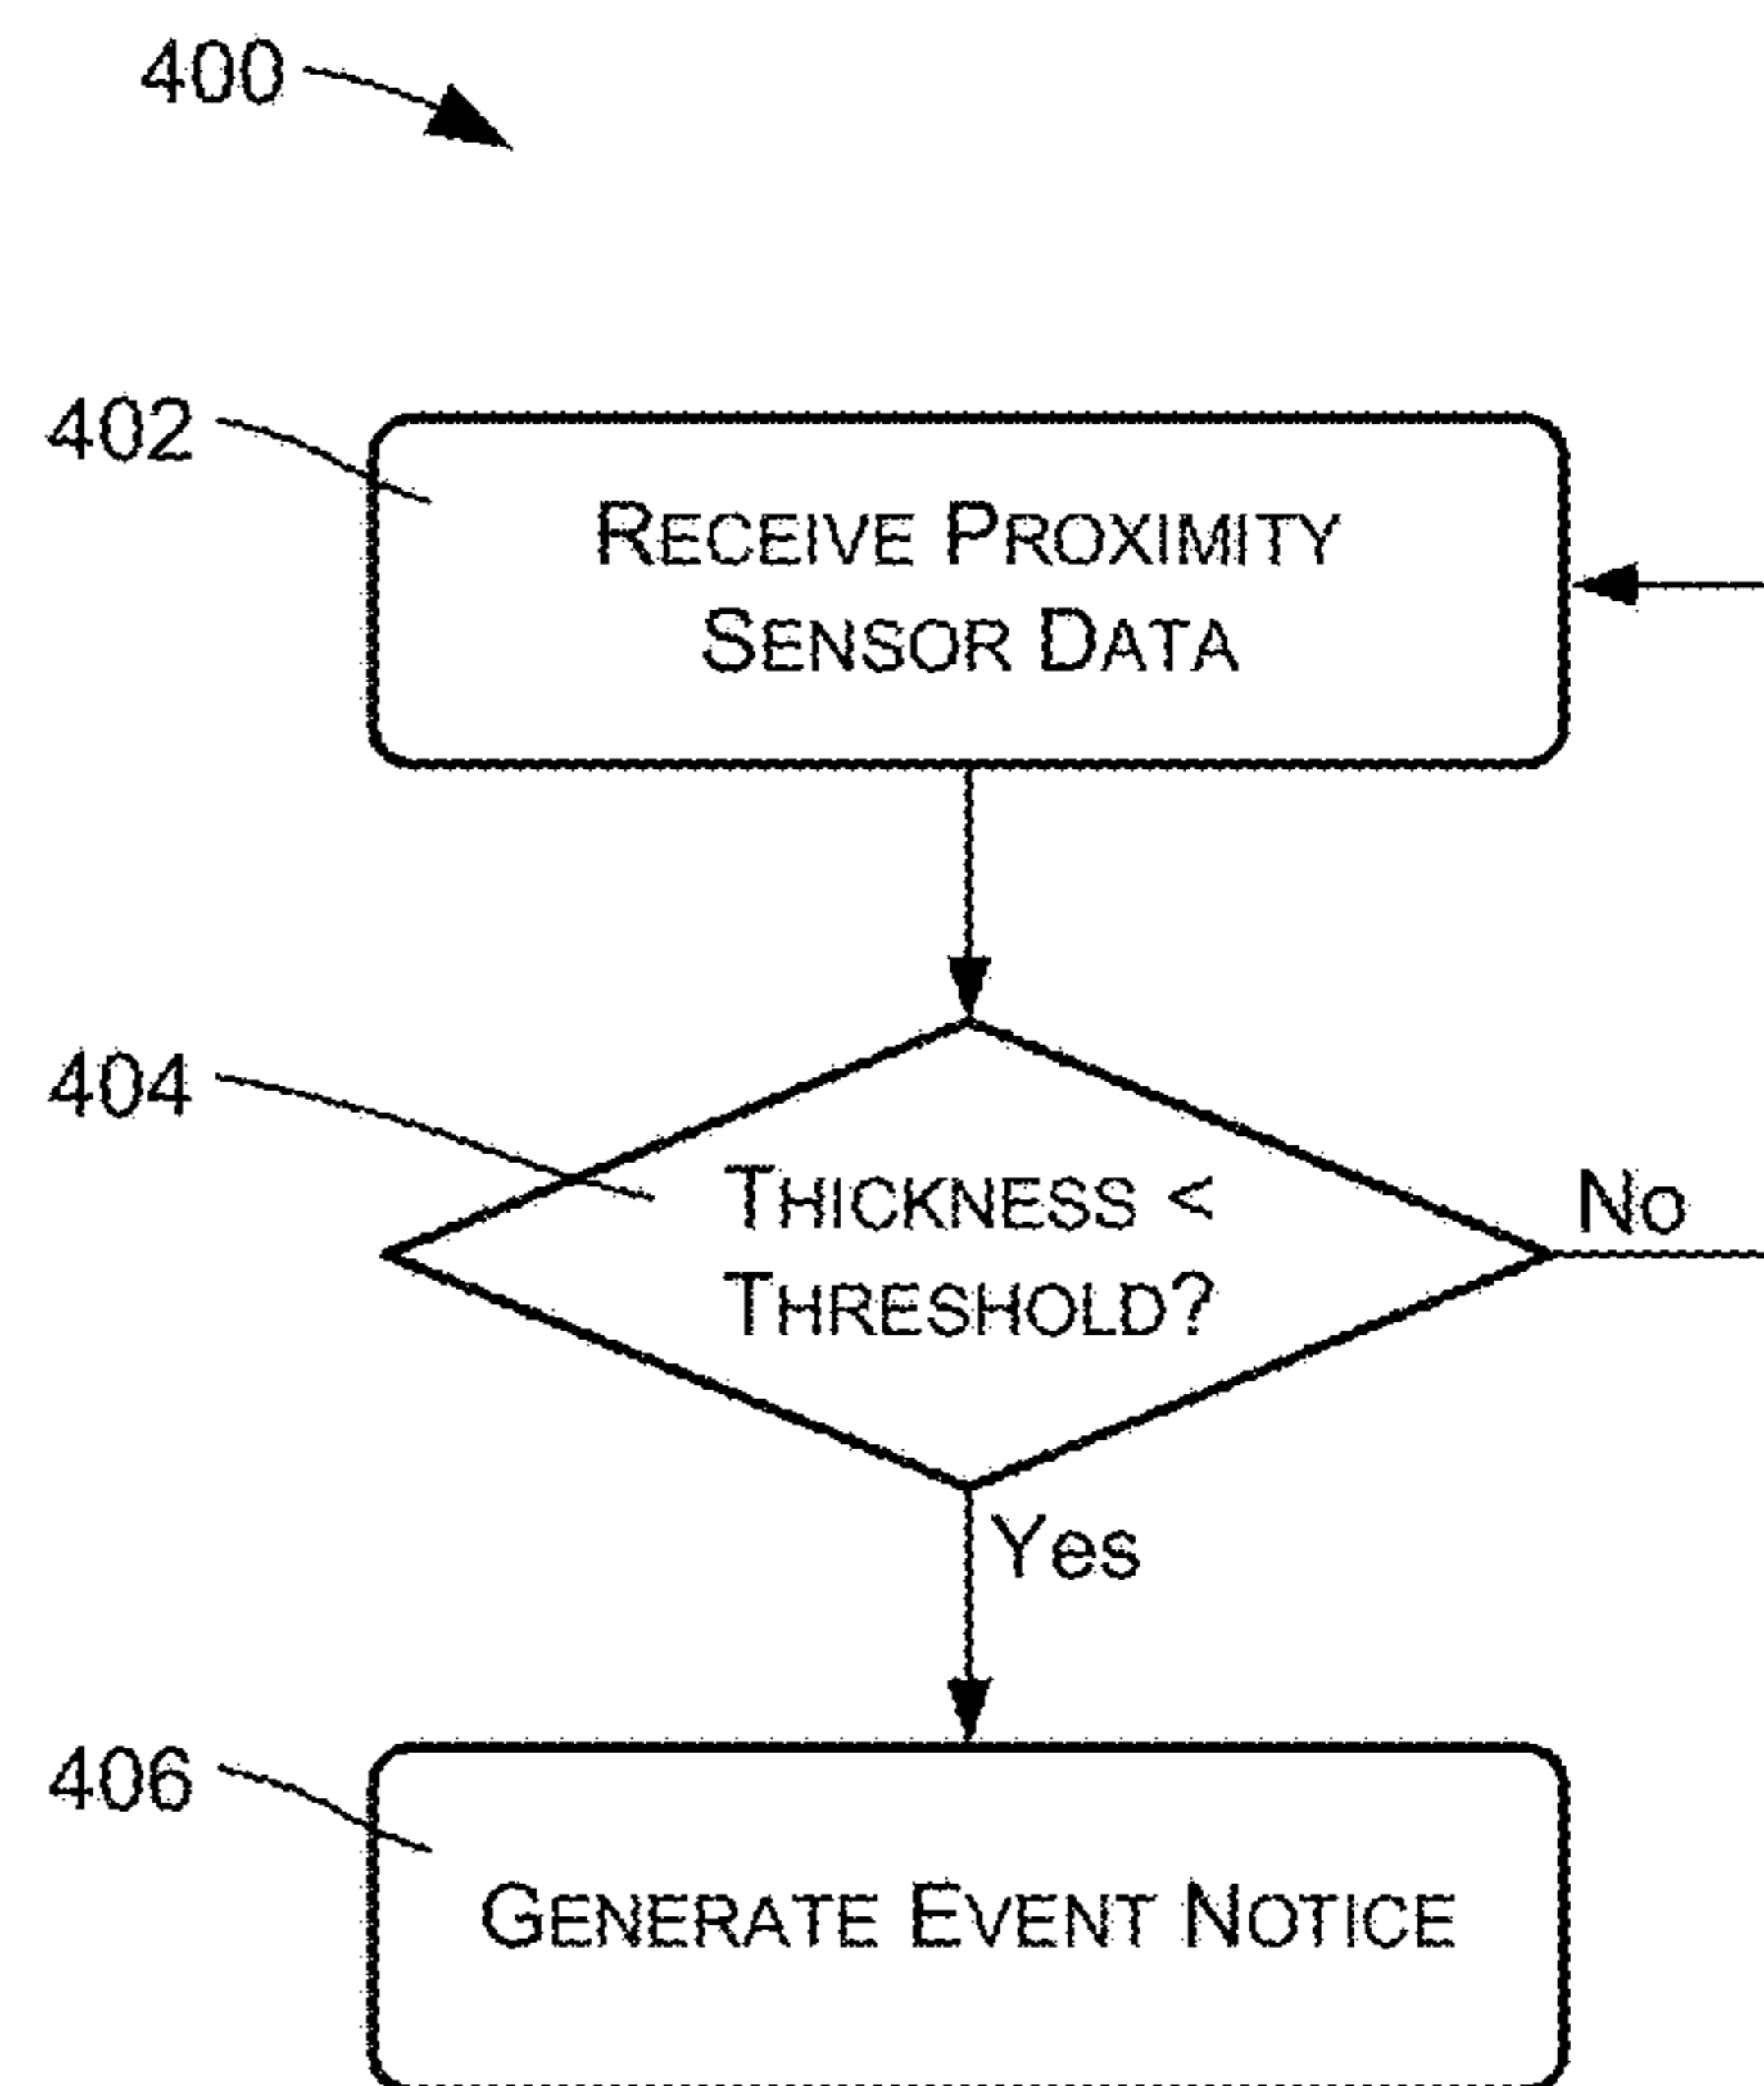 400
402
RECEIVE PROXIMITY
SENSOR DATA
404
THICKNESS <
THRESHOLD?
No
Yes
406
GENERATE EVENT NOTICE